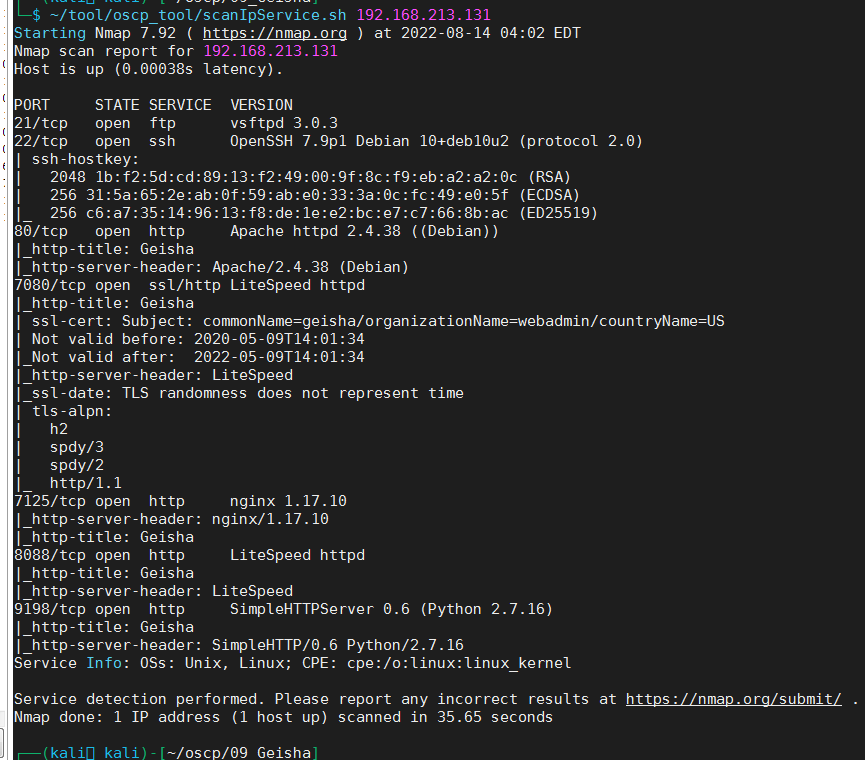 └─$ ~/tool/oscp_tool/scanIpService.sh 192.168.213.131
Starting Nmap 7.92 ( https://nmap.org ) at 2022-08-14 04:02 EDT
Nmap scan report for 192.168.213.131
Host is up (0.00038s latency).
PORT     STATE SERVICE  VERSION
21/tcp   open  ftp      vsftpd 3.0.3
22/tcp   open  ssh      OpenSSH 7.9p1 Debian 10+deb10u2 (protocol 2.0)
| ssh-hostkey:
|   2048 1b:f2:5d:cd:89:13:f2:49:00:9f:8c:f9:eb:a2:a2:0c (RSA)
|   256 31:5a:65:2e:ab:0f:59:ab:e0:33:3a:0c:fc:49:e0:5f (ECDSA)
|_  256 c6:a7:35:14:96:13:f8:de:1e:e2:bc:e7:c7:66:8b:ac (ED25519)
80/tcp   open  http     Apache httpd 2.4.38 ((Debian))
|_http-title: Geisha
|_http-server-header: Apache/2.4.38 (Debian)
7080/tcp open  ssl/http LiteSpeed httpd
|_http-title: Geisha
| ssl-cert: Subject: commonName=geisha/organizationName=webadmin/countryName=US
| Not valid before: 2020-05-09T14:01:34
|_Not valid after:  2022-05-09T14:01:34
|_http-server-header: LiteSpeed
|_ssl-date: TLS randomness does not represent time
| tls-alpn:
|   h2
|   spdy/3
|   spdy/2
|_  http/1.1
7125/tcp open  http     nginx 1.17.10
|_http-server-header: nginx/1.17.10
|_http-title: Geisha
8088/tcp open  http     LiteSpeed httpd
|_http-title: Geisha
|_http-server-header: LiteSpeed
9198/tcp open  http     SimpleHTTPServer 0.6 (Python 2.7.16)
|_http-title: Geisha
|_http-server-header: SimpleHTTP/0.6 Python/2.7.16
Service Info: OSs: Unix, Linux; CPE: cpe:/o:linux:linux_kernel
Service detection performed. Please report any incorrect results at https://nmap.org/submit/ .
Nmap done: 1 IP address (1 host up) scanned in 35.65 seconds
┌──(kali kali)-[~/oscp/09_Geisha]